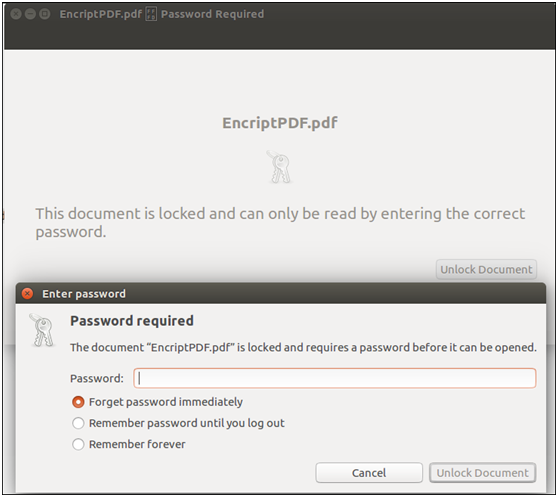 EncriptPDF.pdf Password Required
EncriptPDF.pdf
This document is locked and can only be read by entering the correct
password.
Unlock Document
Enter password
Password required
The document “EncriptPDF.pdf” is locked and requires a password before it can be opened.
Password:
Forget password immediately
Remember password until you log out
Remember forever
Cancel
Unlock Document